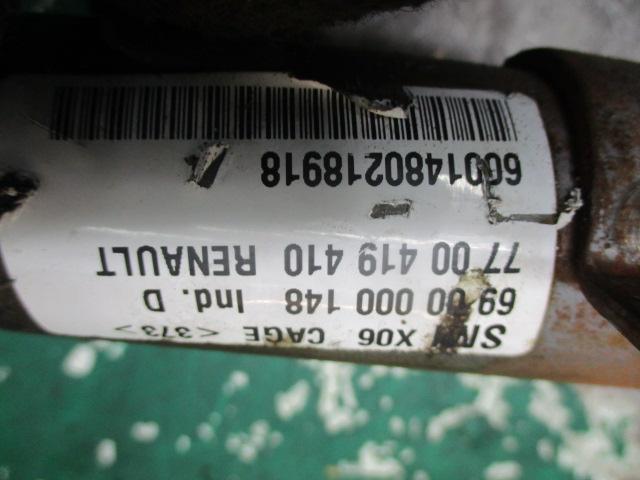 X06 CAGE <373>
69 00 000 148 Ind. D
77 00 419 410 RENAULT
6001480218918